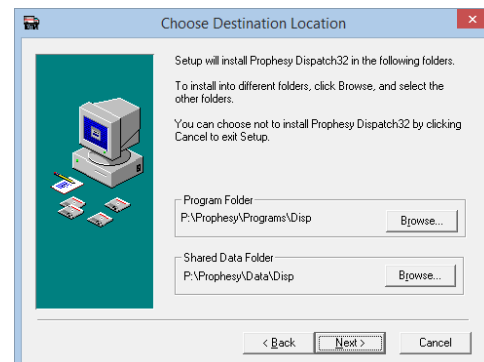 Choose Destination Location
Setup will install Prophesy Dispatch32 in the following folders.
To install into different folders, click Browse, and select the
other folders.
You can choose not to install Prophesy Dispatch32 by clicking
Cancel to exit Setup.
Program Folder
P:\Prophesy\Programs\Disp
Browse...
Shared Data Folder
P:\Prophesy\Data\Disp
Browse...
< Back
Next >
Cancel